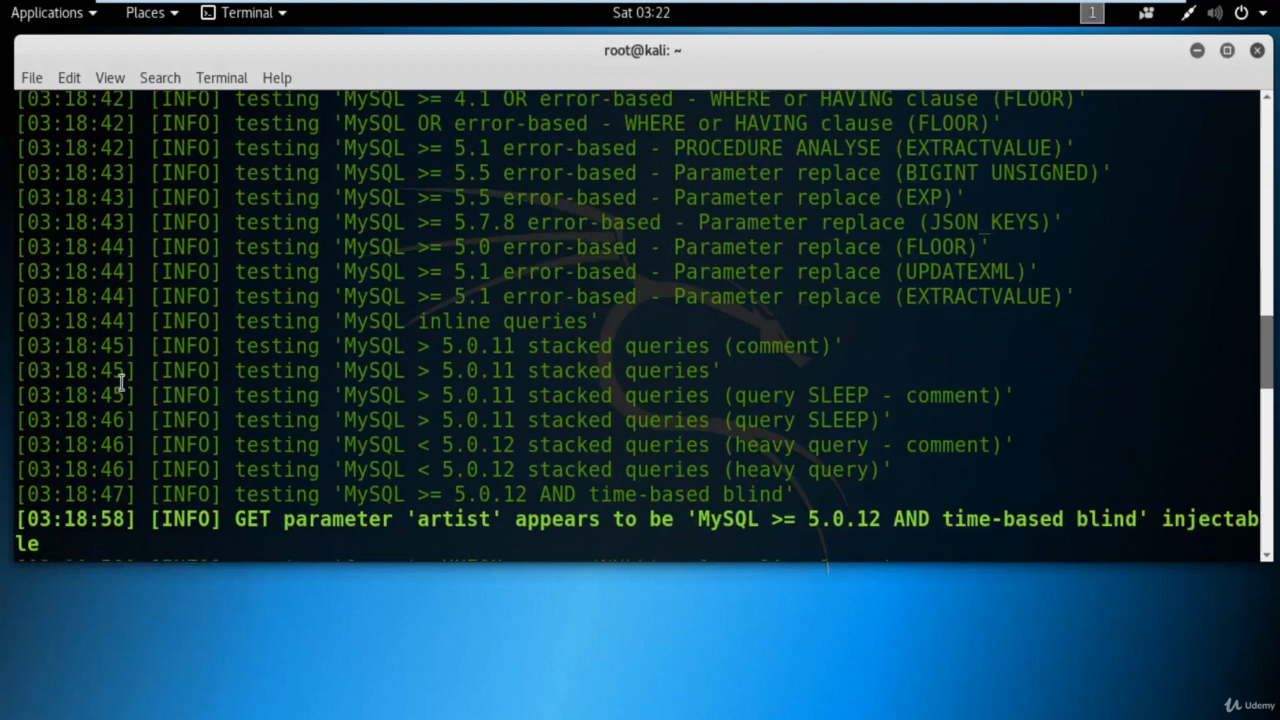 Applications Places Terminal Sat 03:22 1
root@kali: ~
File Edit View Search Terminal Help
[03:18:42] [INFO] testing 'MySQL >= 4.1 OR error-based - WHERE or HAVING clause (FLOOR)'
[03:18:42] [INFO] testing 'MySQL OR error-based - WHERE or HAVING clause (FLOOR)'
[03:18:42] [INFO] testing 'MySQL >= 5.1 error-based - PROCEDURE ANALYSE (EXTRACTVALUE)'
[03:18:43] [INFO] testing 'MySQL >= 5.5 error-based - Parameter replace (BIGINT UNSIGNED)'
[03:18:43] [INFO] testing 'MySQL >= 5.5 error-based - Parameter replace (EXP)'
[03:18:43] [INFO] testing 'MySQL >= 5.7.8 error-based - Parameter replace (JSON_KEYS)'
[03:18:44] [INFO] testing 'MySQL >= 5.0 error-based - Parameter replace (FLOOR)'
[03:18:44] [INFO] testing 'MySQL >= 5.1 error-based - Parameter replace (UPDATEXML)'
[03:18:44] [INFO] testing 'MySQL >= 5.1 error-based - Parameter replace (EXTRACTVALUE)'
[03:18:44] [INFO] testing 'MySQL inline queries'
[03:18:45] [INFO] testing 'MySQL > 5.0.11 stacked queries (comment)'
[03:18:45] [INFO] testing 'MySQL > 5.0.11 stacked queries'
[03:18:45] [INFO] testing 'MySQL > 5.0.11 stacked queries (query SLEEP - comment)'
[03:18:46] [INFO] testing 'MySQL > 5.0.11 stacked queries (query SLEEP)'
[03:18:46] [INFO] testing 'MySQL < 5.0.12 stacked queries (heavy query - comment)'
[03:18:46] [INFO] testing 'MySQL < 5.0.12 stacked queries (heavy query)'
[03:18:47] [INFO] testing 'MySQL >= 5.0.12 AND time-based blind'
[03:18:58] [INFO] GET parameter 'artist' appears to be 'MySQL >= 5.0.12 AND time-based blind' injectab
le
Udemy